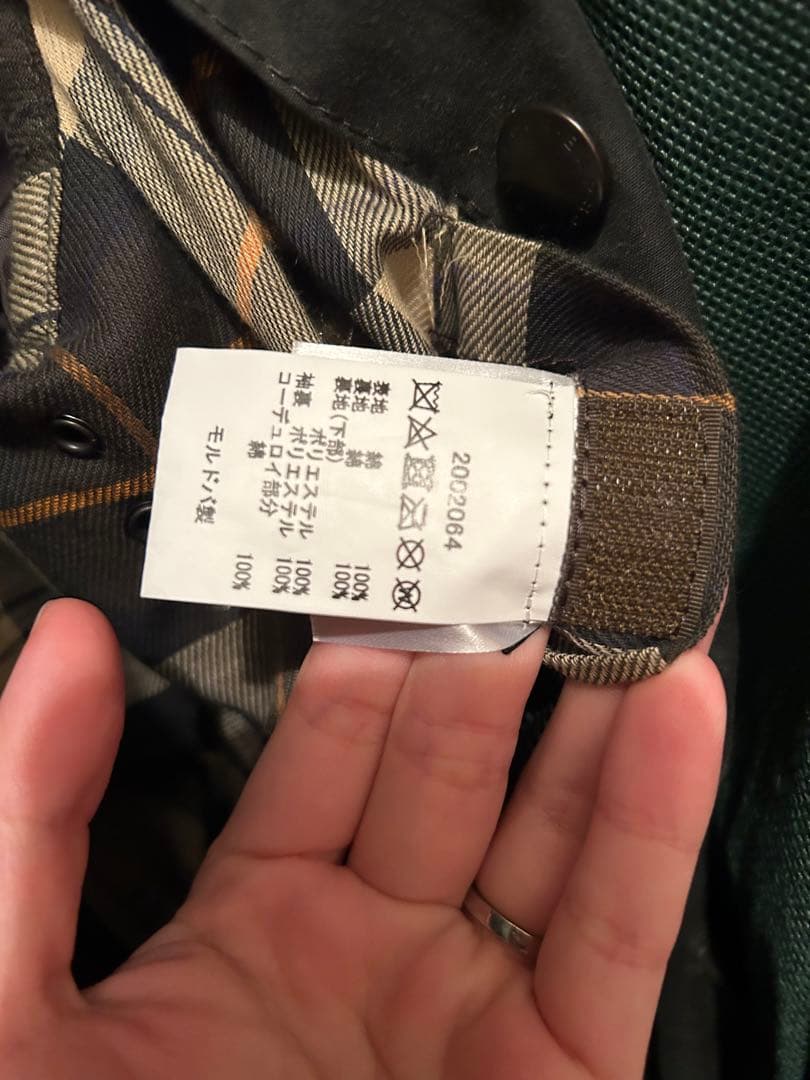 2002064
表地 綿 100%
裏地 綿 100%
裏地(下部)
ポリエステル 100%
袖裏 ポリエステル 100%
コーデュロイ部分
綿 100%
モルドバ製